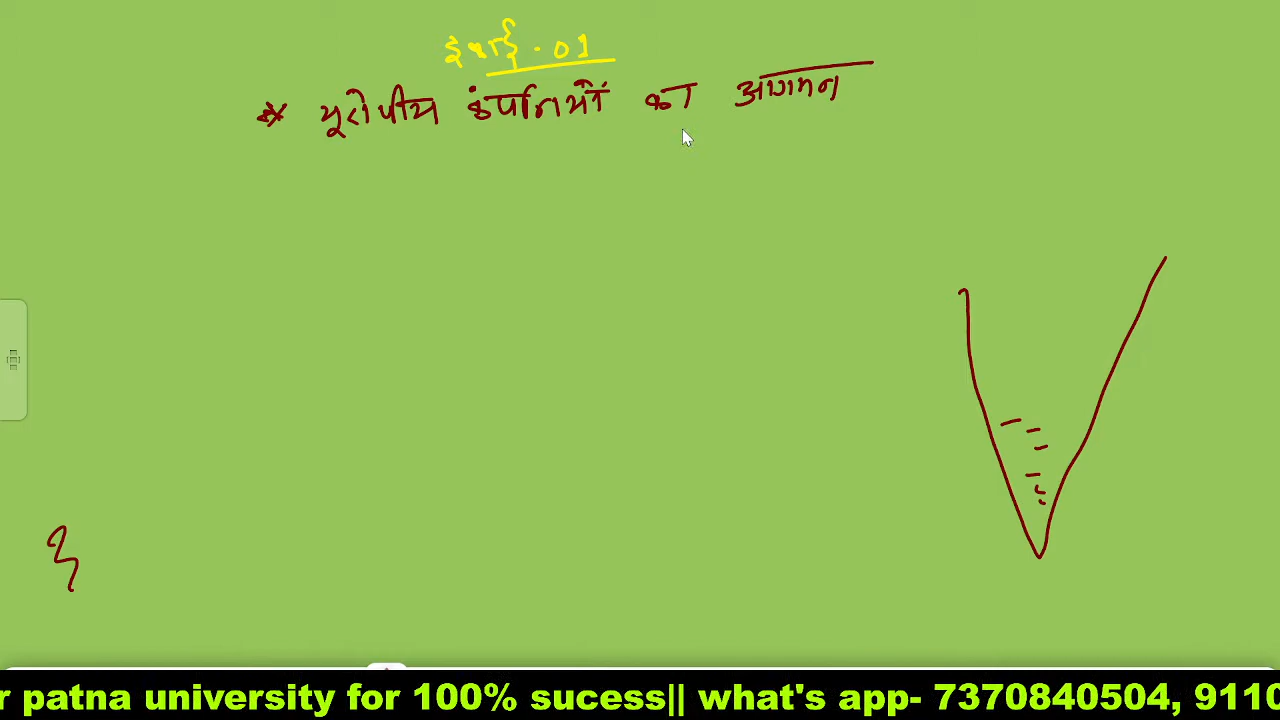 इकाई - 01
* यूरोपीय कंपनियों का आगमन
r patna university for 100% sucess|| what's app- 7370840504, 9110